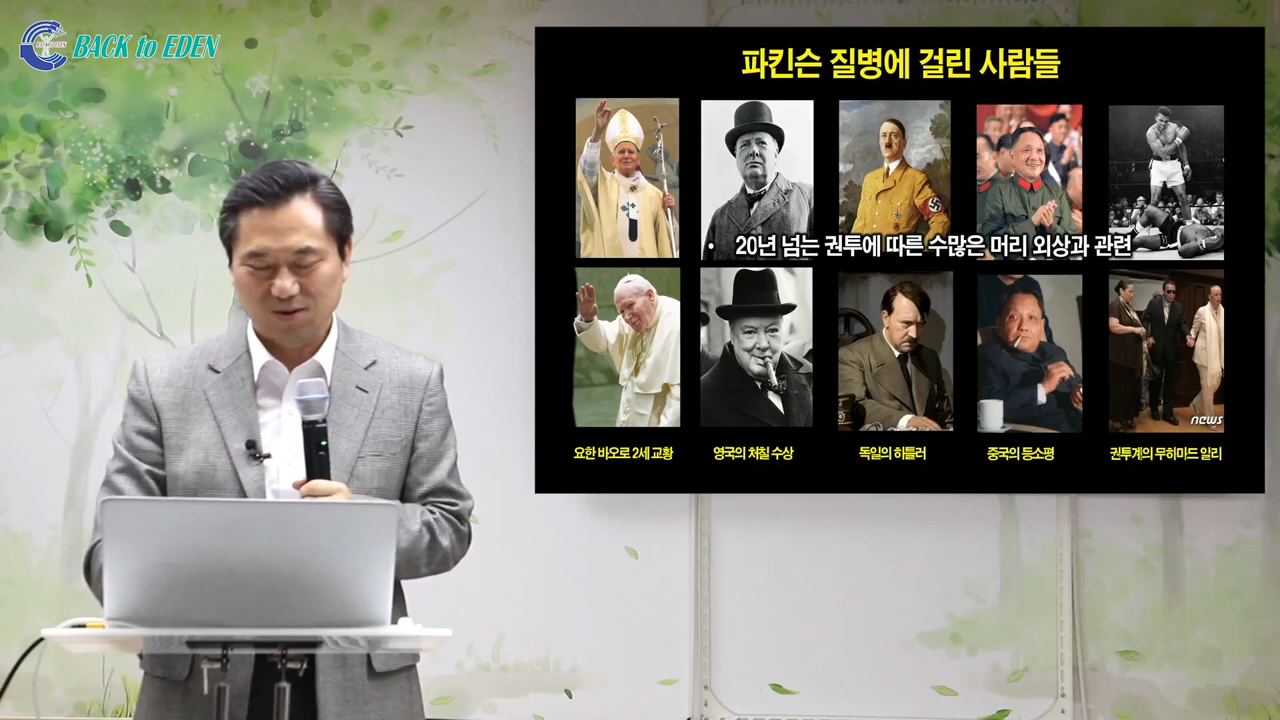 BACK to EDEN
파킨슨 질병에 걸린 사람들
• 20년 넘는 권투에 따른 수많은 머리 외상과 관련
news
요한 바오로 2세 교황
영국의 처칠 수상
독일의 히틀러
중국의 등소평
권투계의 무히마드 알리